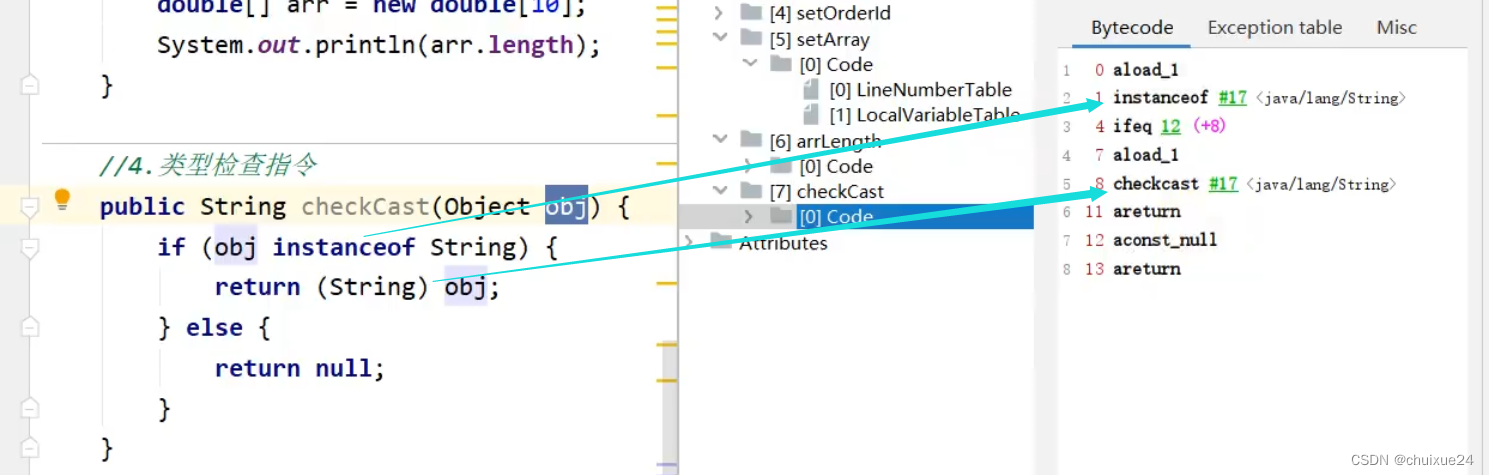 double[] arr = new double[10];
System.out.println(arr.length);
}
//4.类型检查指令
public String checkCast(Object obj) {
if (obj instanceof String) {
return (String) obj;
} else {
return null;
}
}
[4] setOrderId
[5] setArray
[0] Code
[0] LineNumberTable
[1] LocalVariableTable
[6] arrLength
[0] Code
[7] checkCast
[0] Code
Attributes
Bytecode Exception table Misc
1 0 aload_1
2 1 instanceof #17 <java/lang/String>
3 4 ifeq 12 (+8)
4 7 aload_1
5 8 checkcast #17 <java/lang/String>
6 11 areturn
7 12 aconst_null
8 13 areturn
CSDN @chuixue24